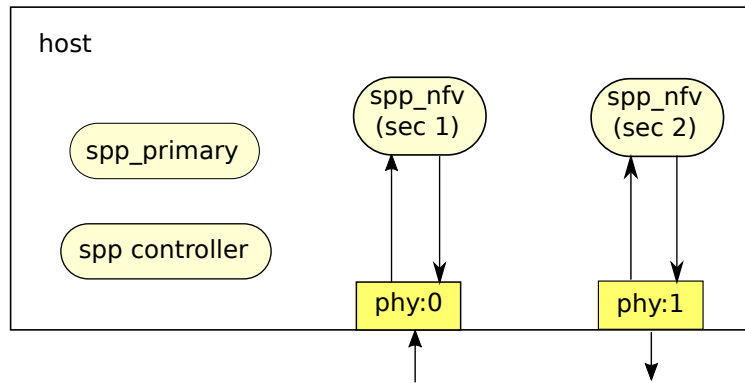 host
spp_nfv
(sec 1)
spp_nfv
(sec 2)
spp_primary
spp controller
phy:0
phy:1